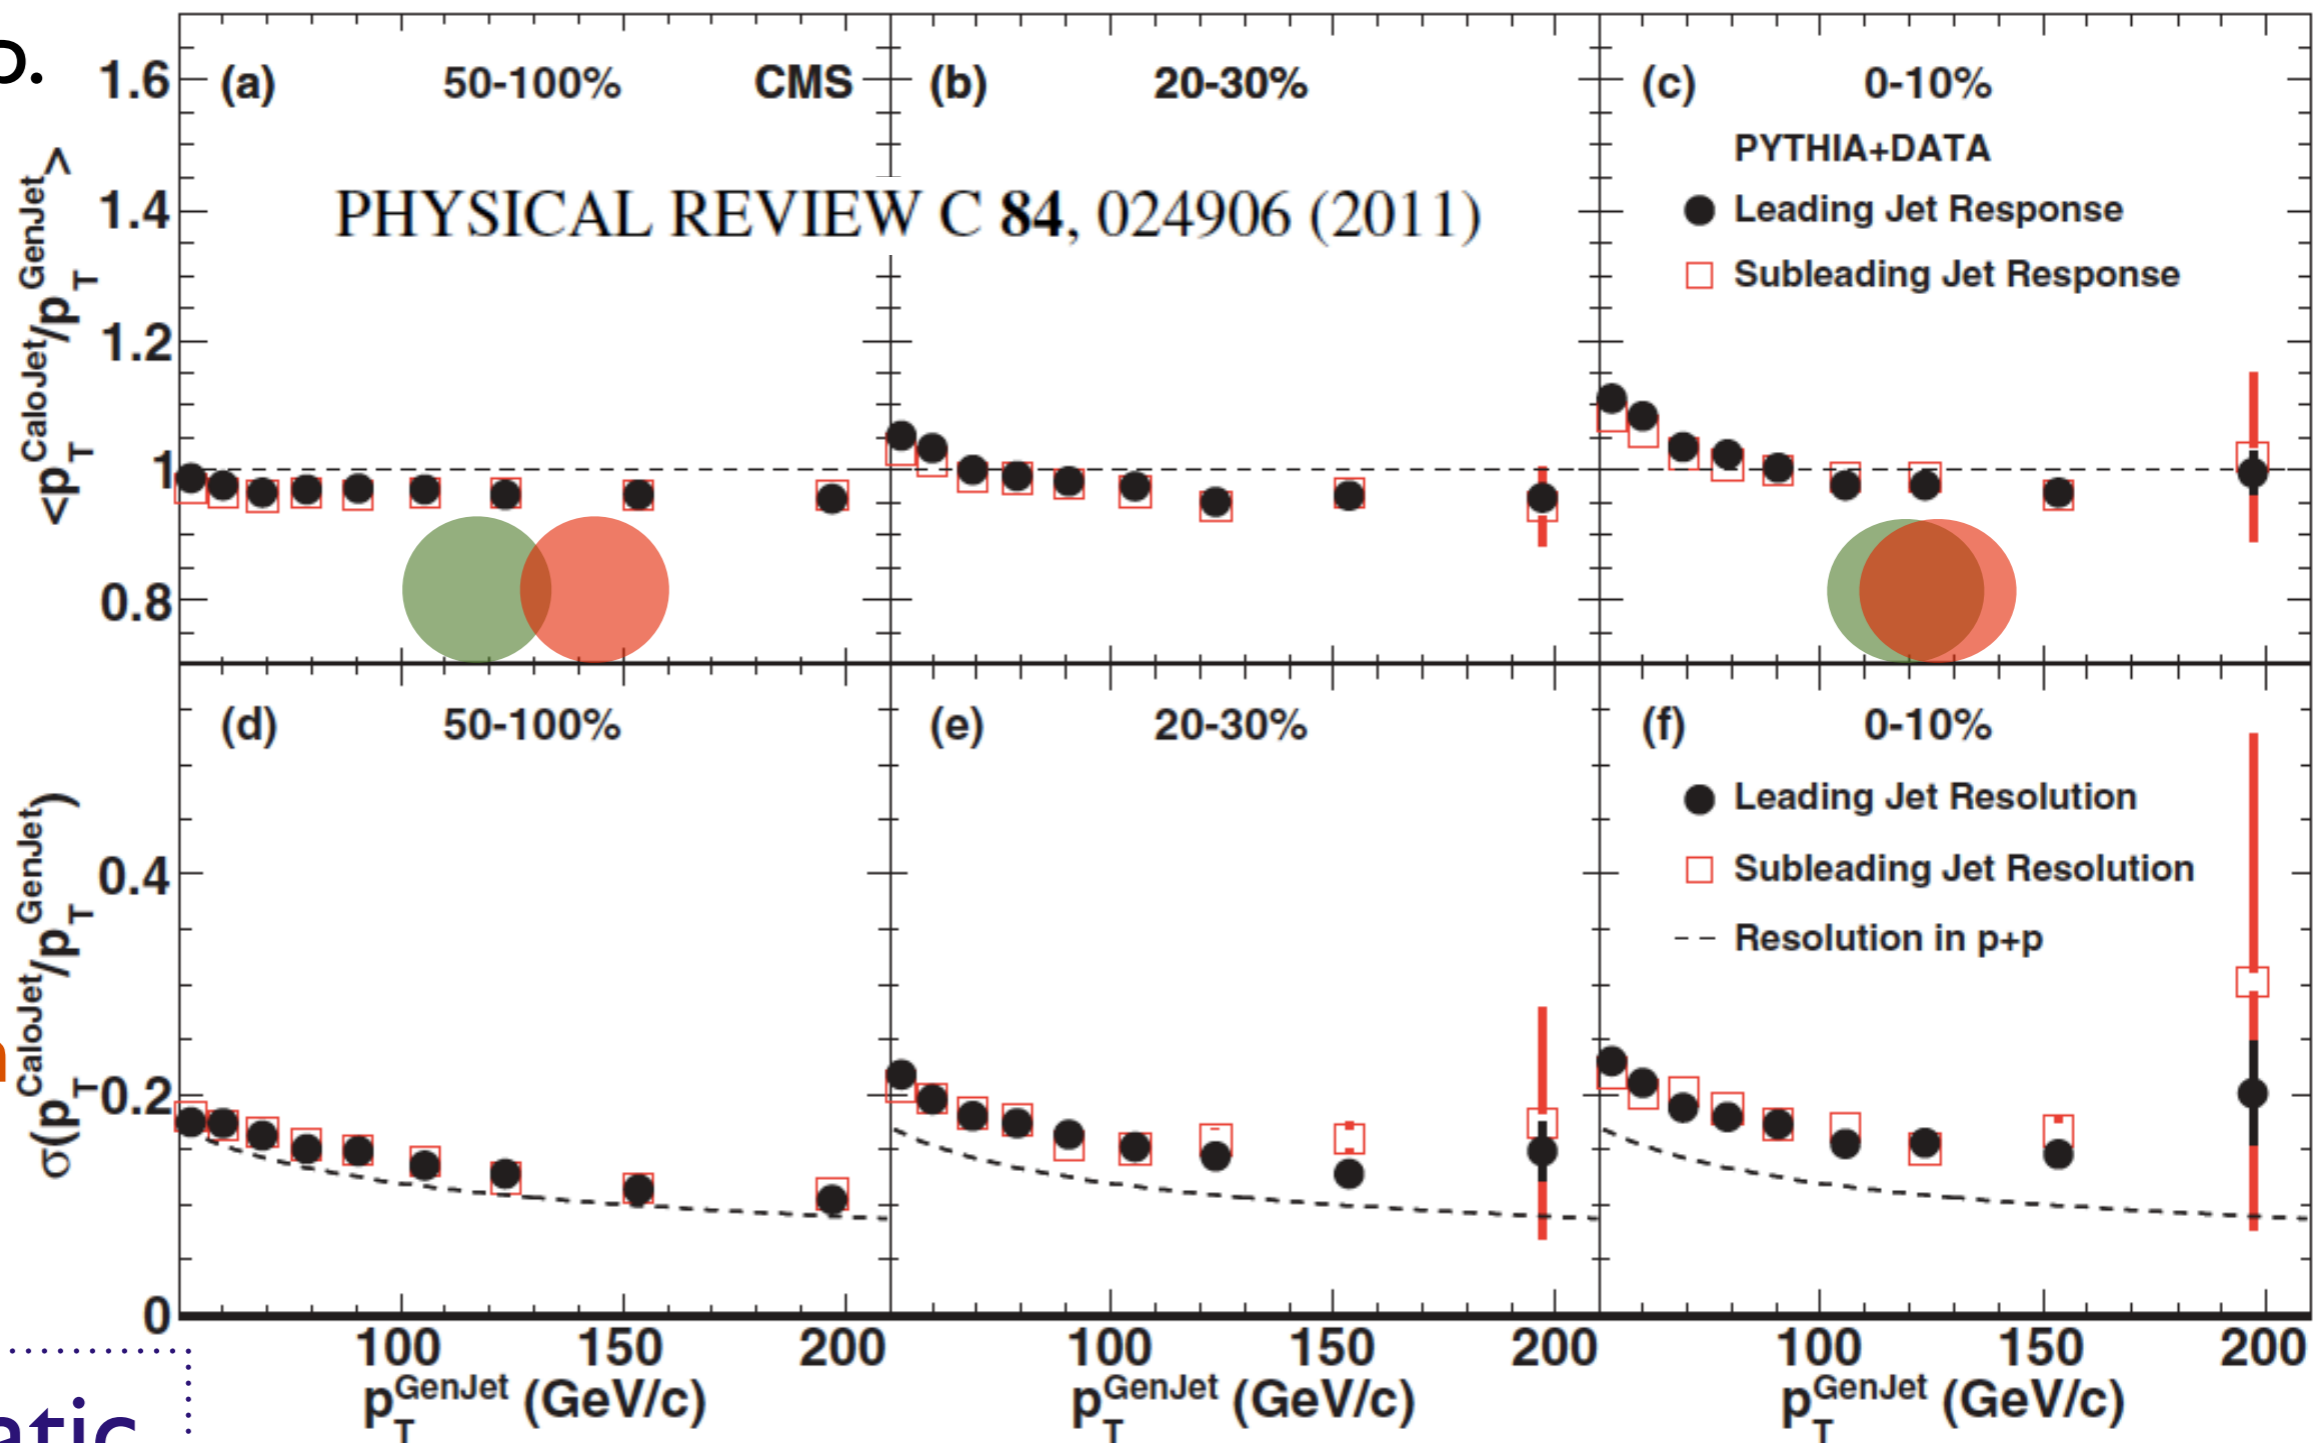 1.6 (a) 50-100% CMS (b) 20-30% (c) 0-10%
PYTHIA+DATA
PHYSICAL REVIEW C 84, 024906 (2011)
Leading Jet Response
Subleading Jet Response
1.4
1.2
1
0.8
<p_T^CaloJet/p_T^GenJet>
(d) 50-100% (e) 20-30% (f) 0-10%
Leading Jet Resolution
Subleading Jet Resolution
Resolution in p+p
0.4
0.2
0
σ(p_T^CaloJet/p_T^GenJet)
100 150 200 100 150 200 100 150 200
p_T^GenJet (GeV/c) p_T^GenJet (GeV/c) p_T^GenJet (GeV/c)